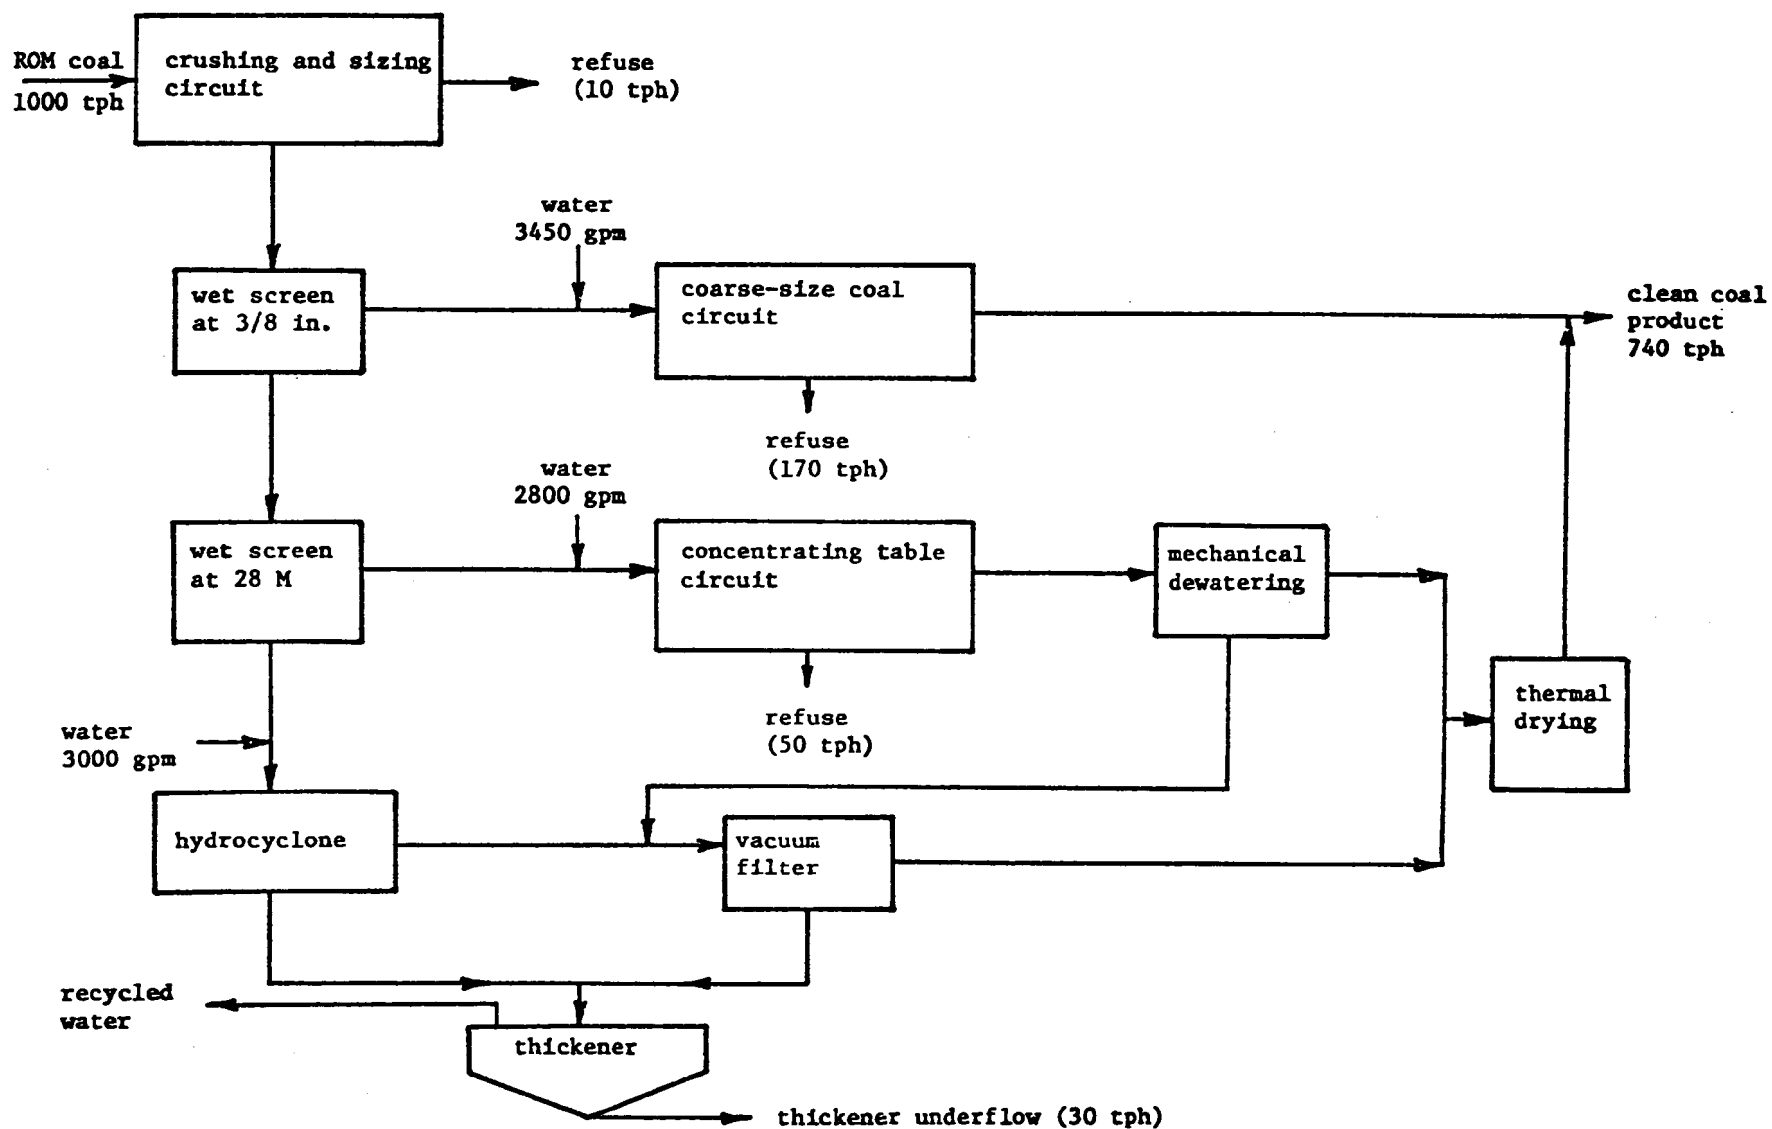 ROM coal
1000 tph
crushing and sizing
circuit
refuse
(10 tph)
water
3450 gpm
wet screen
at 3/8 in.
coarse-size coal
circuit
clean coal
product
740 tph
refuse
(170 tph)
water
2800 gpm
wet screen
at 28 M
concentrating table
circuit
mechanical
dewatering
thermal
drying
refuse
(50 tph)
water
3000 gpm
hydrocyclone
vacuum
filter
recycled
water
thickener
thickener underflow (30 tph)